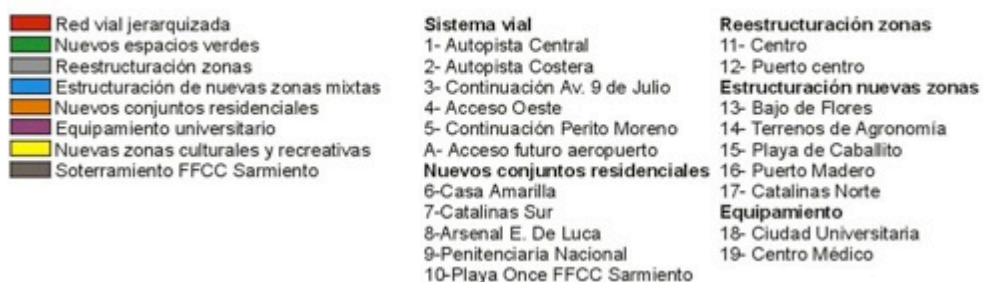 Red vial jerarquizada
Nuevos espacios verdes
Reestructuración zonas
Estructuración de nuevas zonas mixtas
Nuevos conjuntos residenciales
Equipamiento universitario
Nuevas zonas culturales y recreativas
Soterramiento FFCC Sarmiento
Sistema vial
1- Autopista Central
2- Autopista Costera
3- Continuación Av. 9 de Julio
4- Acceso Oeste
5- Continuación Perito Moreno
A- Acceso futuro aeropuerto
Nuevos conjuntos residenciales
6-Casa Amarilla
7-Catalinas Sur
8-Arsenal E. De Luca
9-Penitenciaria Nacional
10-Playa Once FFCC Sarmiento
Reestructuración zonas
11- Centro
12- Puerto centro
Estructuración nuevas zonas
13- Bajo de Flores
14- Terrenos de Agronomía
15- Playa de Caballito
16- Puerto Madero
17- Catalinas Norte
Equipamiento
18- Ciudad Universitaria
19- Centro Médico